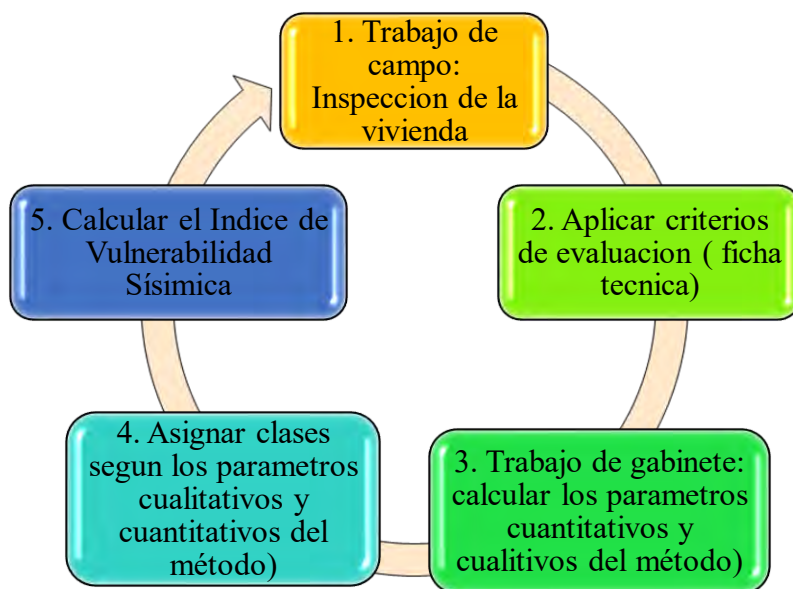 1. Trabajo de
campo:
Inspeccion de la
vivienda
2. Aplicar criterios
de evaluacion ( ficha
tecnica)
3. Trabajo de gabinete:
calcular los parametros
cuantitativos y
cualitivos del método)
4. Asignar clases
segun los parametros
cualitativos y
cuantitativos del
método)
5. Calcular el Indice de
Vulnerabilidad
Sísimica